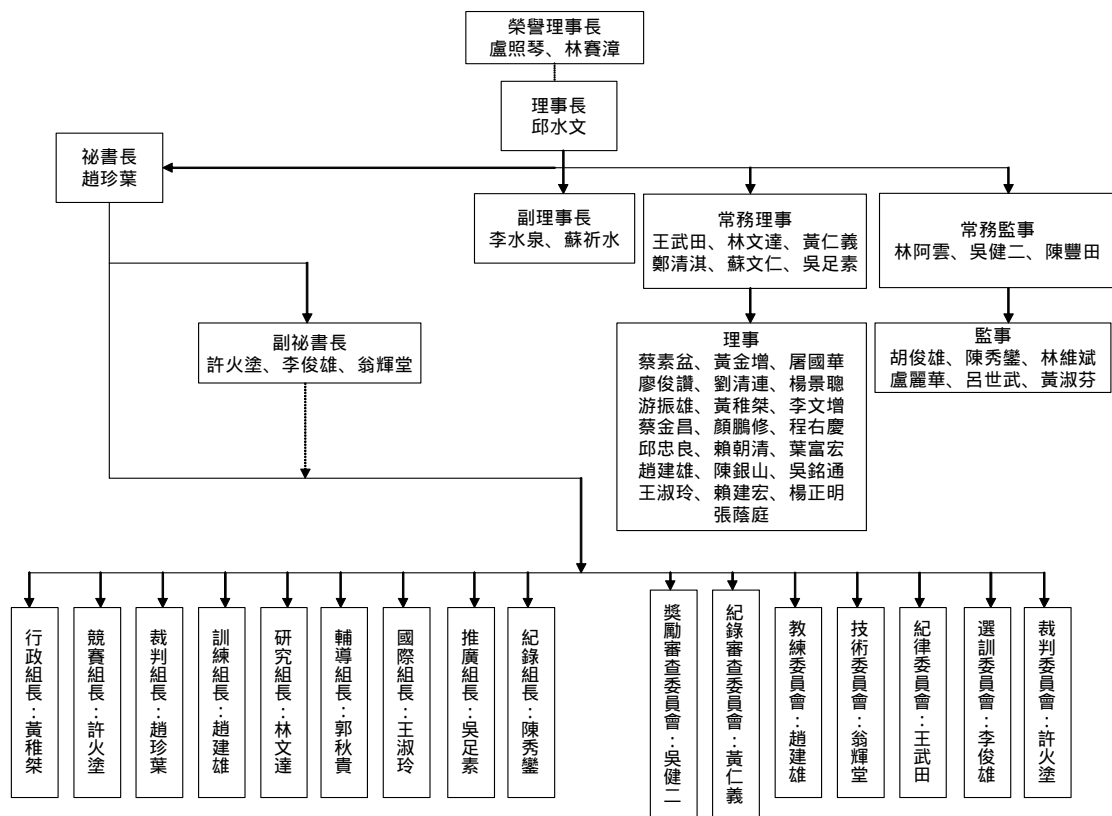 榮譽理事長
盧照琴、林賽漳
理事長
邱水文
祕書長
趙珍葉
副理事長
李水泉、蘇祈水
常務理事
王武田、林文達、黃仁義
鄭清淇、蘇文仁、吳足素
常務監事
林阿雲、吳健二、陳豐田
副祕書長
許火塗、李俊雄、翁輝堂
理事
蔡素盆、黃金增、屠國華
廖俊讚、劉清連、楊景聰
游振雄、黃稚桀、李文增
蔡金昌、顏鵬修、程右慶
邱忠良、賴朝清、葉富宏
趙建雄、陳銀山、吳銘通
王淑玲、賴建宏、楊正明
張蔭庭
監事
胡俊雄、陳秀鑾、林維斌
盧麗華、呂世武、黃淑芬
行政組長：黃稚桀
競賽組長：許火塗
裁判組長：趙珍葉
訓練組長：趙建雄
研究組長：林文達
輔導組長：郭秋貴
國際組長：王淑玲
推廣組長：吳足素
紀錄組長：陳秀鑾
獎勵審查委員會：吳健二
紀錄審查委員會：黃仁義
教練委員會：趙建雄
技術委員會：翁輝堂
紀律委員會：王武田
選訓委員會：李俊雄
裁判委員會：許火塗